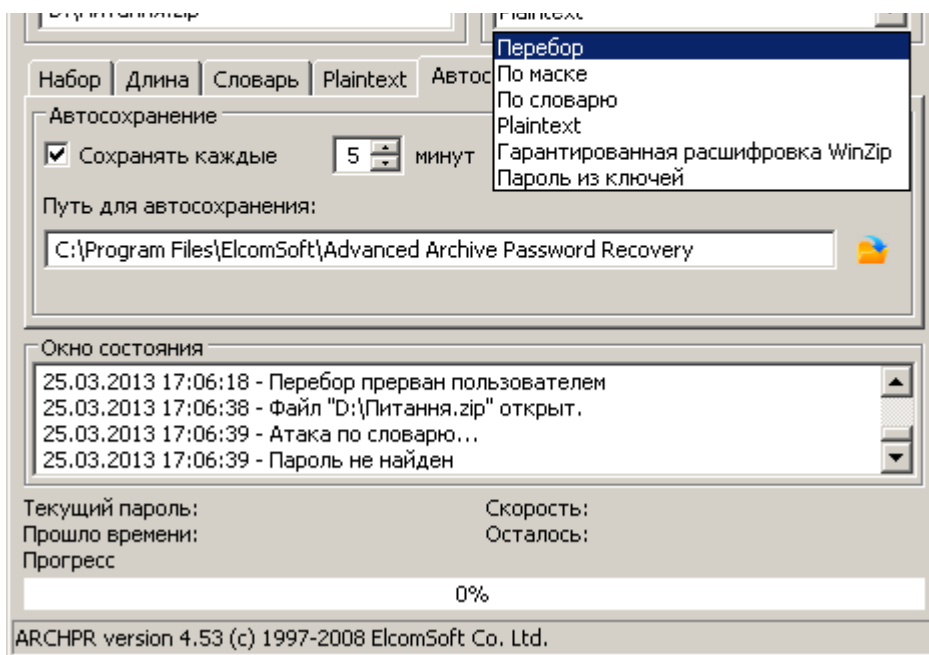 D:\Питання.zip
Plaintext
Перебор
По маске
По словарю
Plaintext
Гарантированная расшифровка WinZip
Пароль из ключей
Набор Длина Словарь Plaintext
Автосохранение
Сохранять каждые 5 минут
Путь для автосохранения:
C:\Program Files\ElcomSoft\Advanced Archive Password Recovery
Окно состояния
25.03.2013 17:06:18 - Перебор прерван пользователем
25.03.2013 17:06:38 - Файл "D:\Питання.zip" открыт.
25.03.2013 17:06:39 - Атака по словарю...
25.03.2013 17:06:39 - Пароль не найден
Текущий пароль: Скорость:
Прошло времени: Осталось:
Прогресс
0%
ARCHPR version 4.53 (c) 1997-2008 ElcomSoft Co. Ltd.